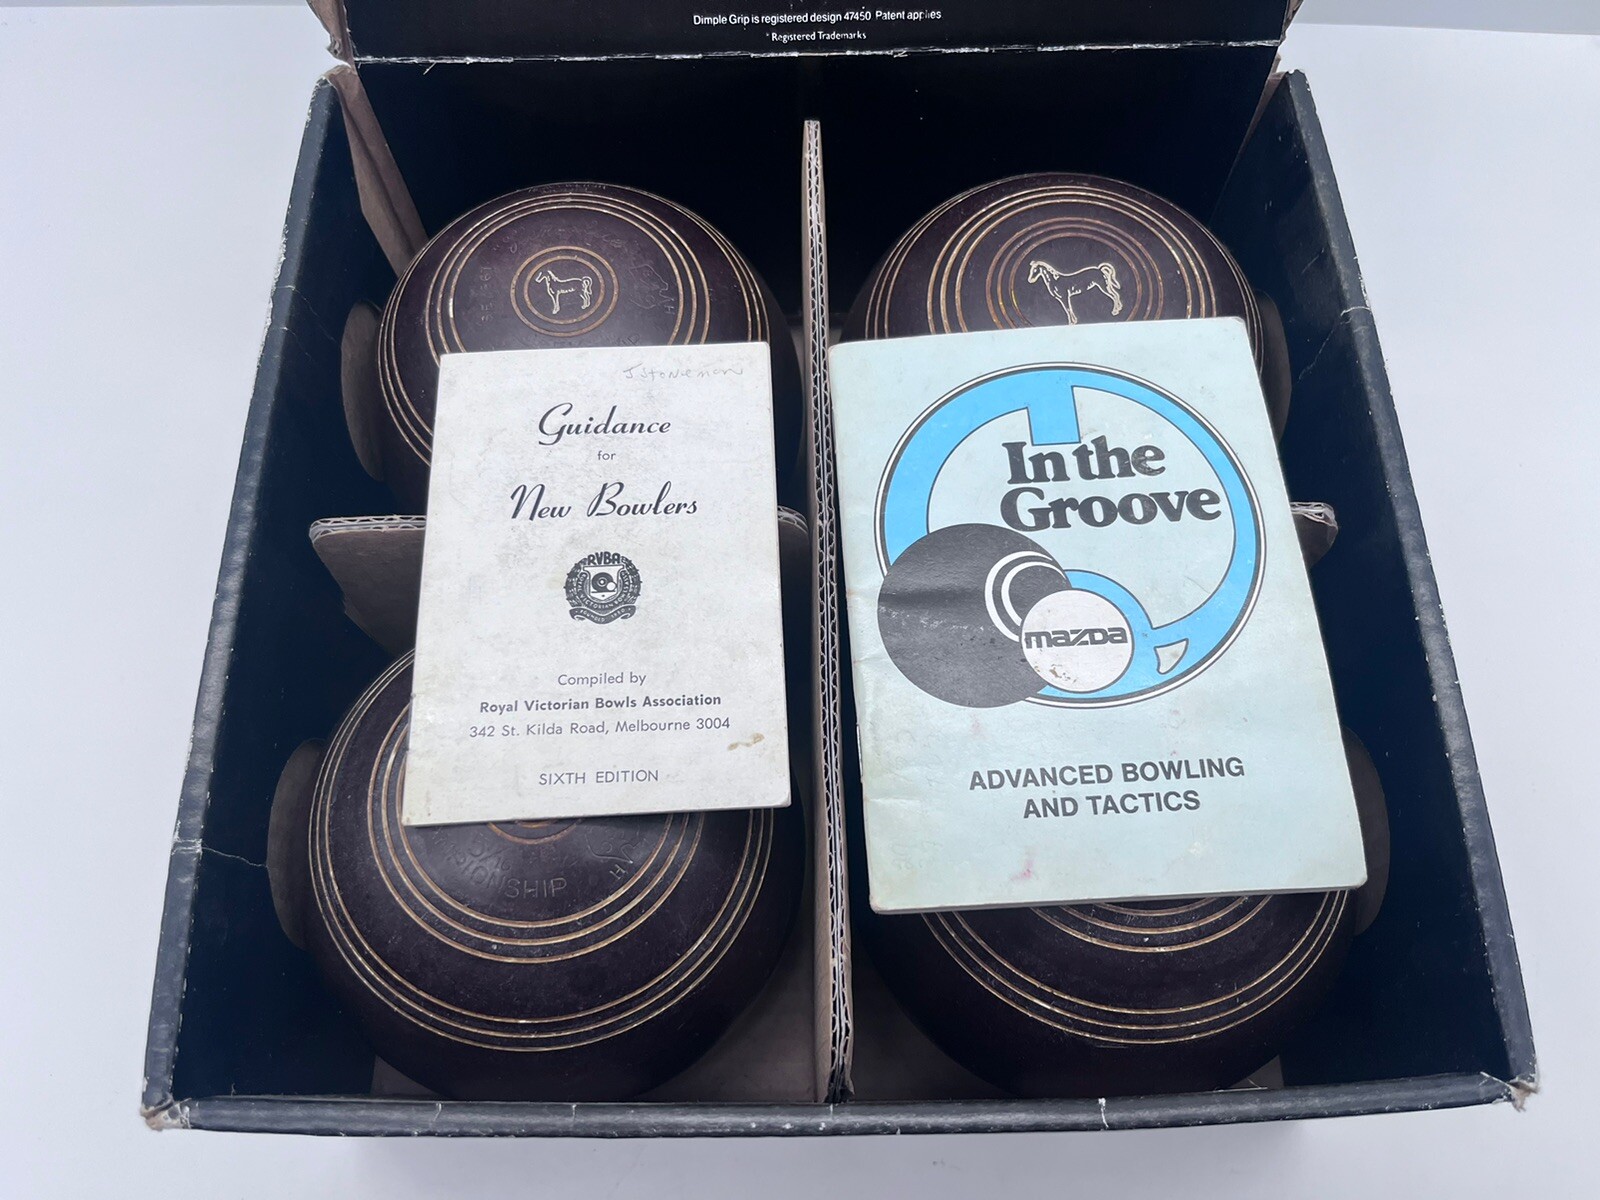 Dimple Grip is registered design 47450 Patent applies
* Registered Trademarks
J Stoneman
Guidance
for
New Bowlers
RVBA
Compiled by
Royal Victorian Bowls Association
342 St. Kilda Road, Melbourne 3004
SIXTH EDITION
In the
Groove
mazda
ADVANCED BOWLING
AND TACTICS